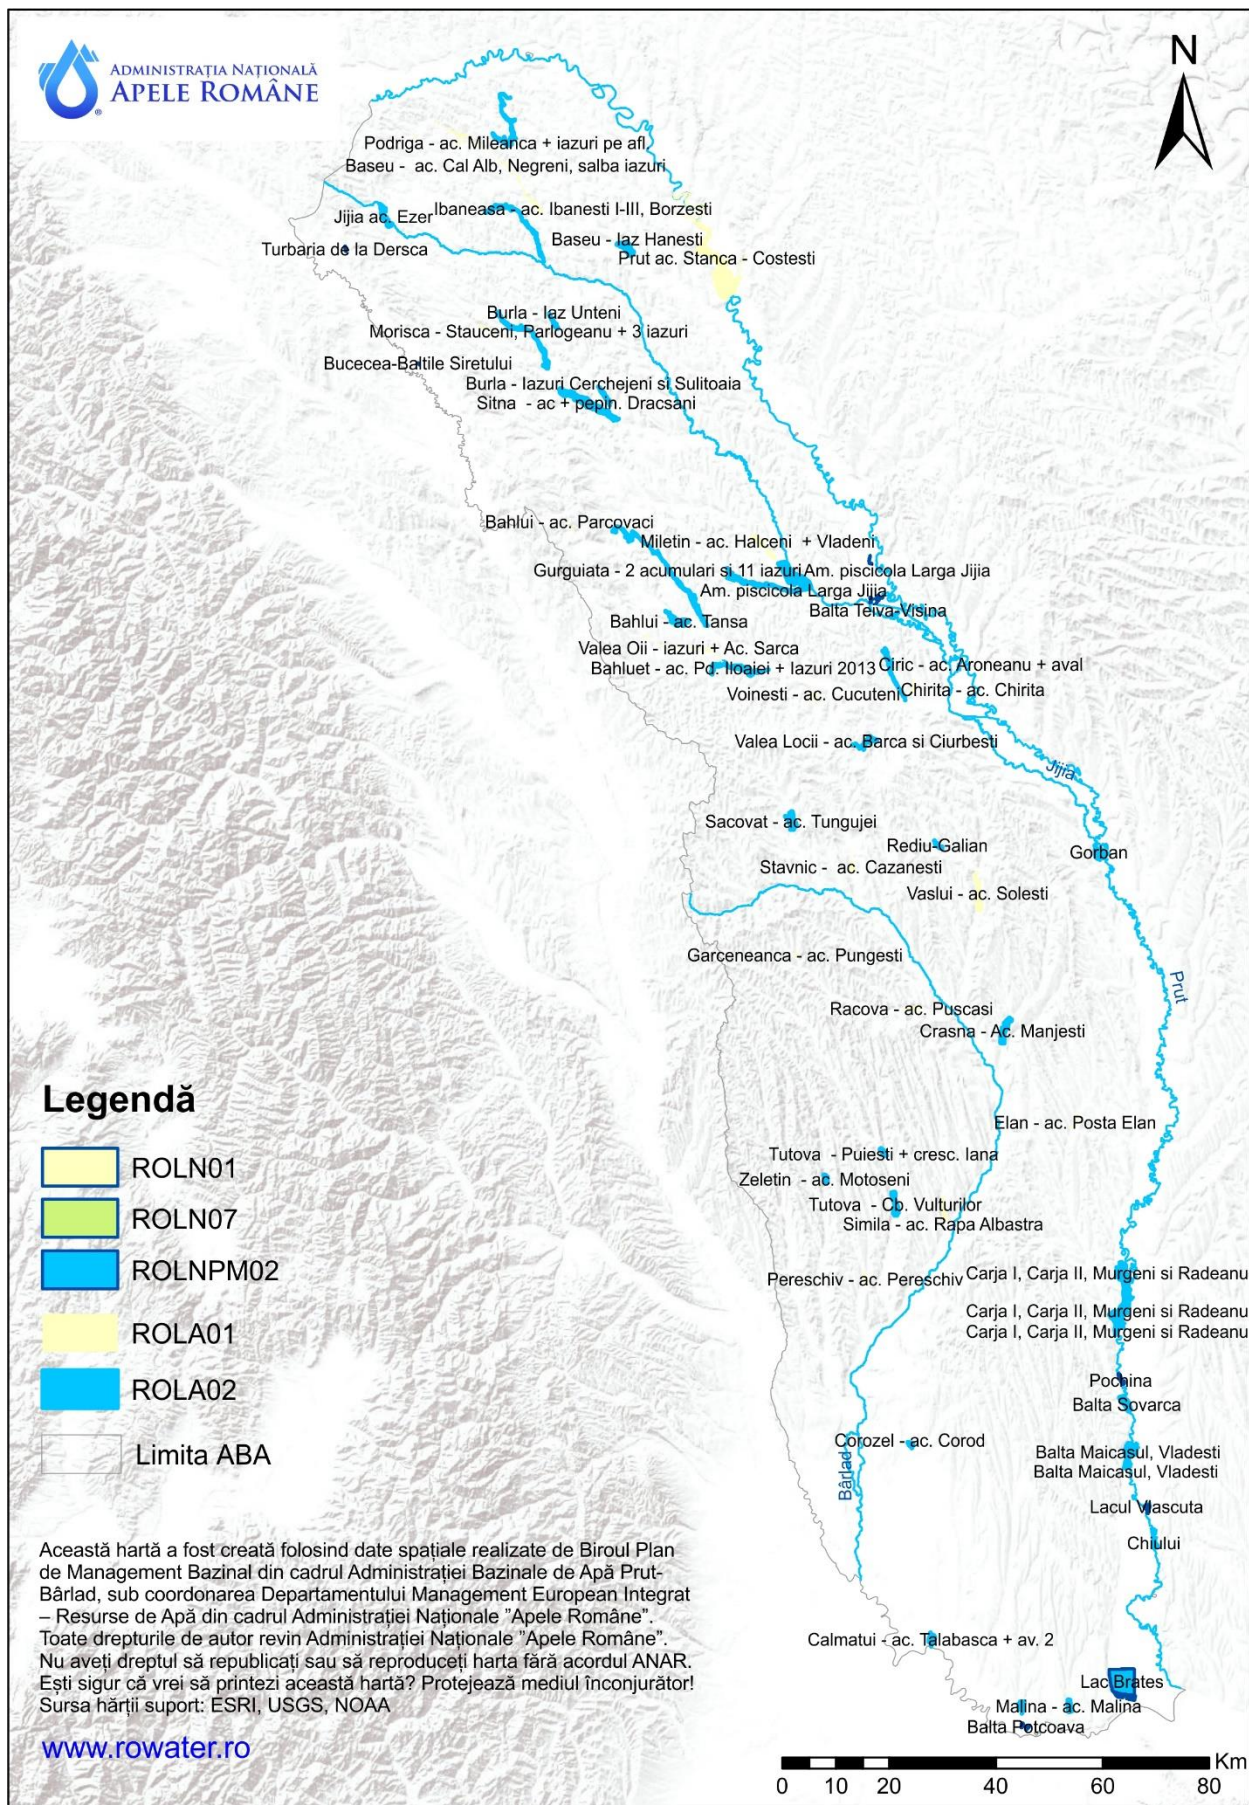 ADMINISTRAȚIA NAȚIONALĂ
APELE ROMÂNE
®
N
Podriga - ac. Mileanca + iazuri pe afl.
Baseu - ac. Cal Alb, Negreni, salba iazuri
Ibaneasa - ac. Ibanesti I-III, Borzesti
Jijia ac. Ezer
Baseu - Iaz Hanesti
Turbaria de la Dersca
Prut ac. Stanca - Costesti
Burla - Iaz Unteni
Morisca - Stauceni, Parlogeanu + 3 iazuri
Bucecea-Baltile Siretului
Burla - Iazuri Cerchejeni si Sulitoaia
Sitna - ac + pepin. Dracsani
Bahlui - ac. Parcovaci
Miletin - ac. Halceni + Vladeni
Gurguiata - 2 acumulari si 11 iazuri
Am. piscicola Larga Jijia
Am. piscicola Larga Jijia
Balta Teiva-Visina
Bahlui - ac. Tansa
Valea Oii - iazuri + Ac. Sarca
Bahluet - ac. Pd. Iloaiei + Iazuri 2013
Ciric - ac. Aroneanu + aval
Voinesti - ac. Cucuteni
Chirita - ac. Chirita
Valea Locii - ac. Barca si Ciurbesti
Jijia
Sacovat - ac. Tungujei
Rediu-Galian
Gorban
Stavnic - ac. Cazanesti
Vaslui - ac. Solesti
Garceneanca - ac. Pungesti
Prut
Racova - ac. Puscasi
Crasna - Ac. Manjesti
Elan - ac. Posta Elan
Tutova - Puiesti + cresc. Iana
Zeletin - ac. Motoseni
Tutova - Cb. Vulturilor
Simila - ac. Rapa Albastra
Pereschiv - ac. Pereschiv
Carja I, Carja II, Murgeni si Radeanu
Carja I, Carja II, Murgeni si Radeanu
Carja I, Carja II, Murgeni si Radeanu
Pochina
Balta Sovarca
Corozel - ac. Corod
Bârlad
Balta Maicasul, Vladesti
Balta Maicasul, Vladesti
Lacul Vlascuta
Chiului
Calmatui - ac. Talabasca + av. 2
Lac Brates
Malina - ac. Malina
Balta Potcoava
Legendă
ROLN01
ROLN07
ROLNPM02
ROLA01
ROLA02
Limita ABA
Această hartă a fost creată folosind date spațiale realizate de Biroul Plan
de Management Bazinal din cadrul Administrației Bazinale de Apă Prut-
Bârlad, sub coordonarea Departamentului Management European Integrat
– Resurse de Apă din cadrul Administrației Naționale ”Apele Române”.
Toate drepturile de autor revin Administrației Naționale ”Apele Române”.
Nu aveți dreptul să republicați sau să reproduceți harta fără acordul ANAR.
Ești sigur că vrei să printezi această hartă? Protejează mediul înconjurător!
Sursa hărții suport: ESRI, USGS, NOAA
www.rowater.ro
Km
0 10 20 40 60 80